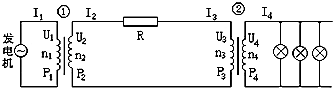 I₁ ① I₂ I₃ ② I₄
发电机 ~ U₁ U₂ R U₃ U₄
n₁ n₂ n₃ n₄
P₁ P₂ P₃ P₄